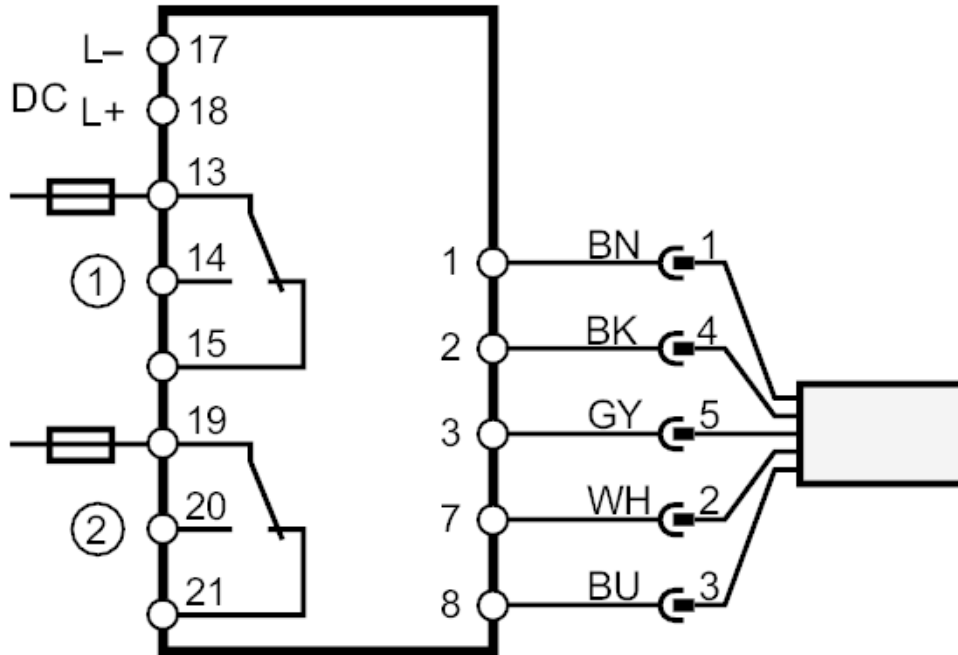 L– 17
DC L+ 18
13
① 14
15
19
② 20
21
1 BN 1
2 BK 4
3 GY 5
7 WH 2
8 BU 3